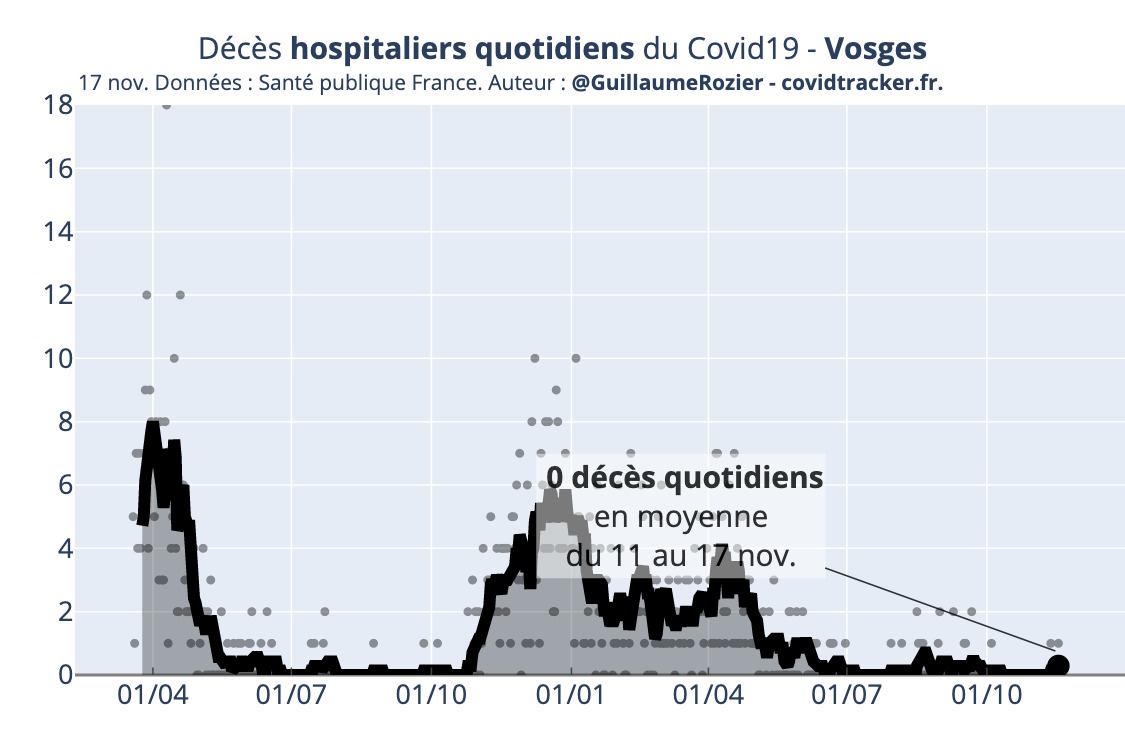 Décès hospitaliers quotidiens du Covid19 - Vosges
17 nov. Données : Santé publique France. Auteur : @GuillaumeRozier - covidtracker.fr.
18
16
14
12
10
8
6
4
2
0
0 décès quotidiens
en moyenne
du 11 au 17 nov.
01/04 01/07 01/10 01/01 01/04 01/07 01/10